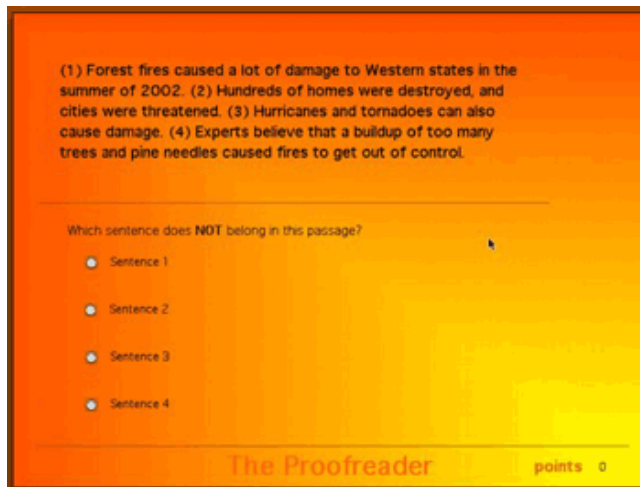 (1) Forest fires caused a lot of damage to Western states in the
summer of 2002. (2) Hundreds of homes were destroyed, and
cities were threatened. (3) Hurricanes and tornadoes can also
cause damage. (4) Experts believe that a buildup of too many
trees and pine needles caused fires to get out of control.
Which sentence does NOT belong in this passage?
Sentence 1
Sentence 2
Sentence 3
Sentence 4
The Proofreader points 0